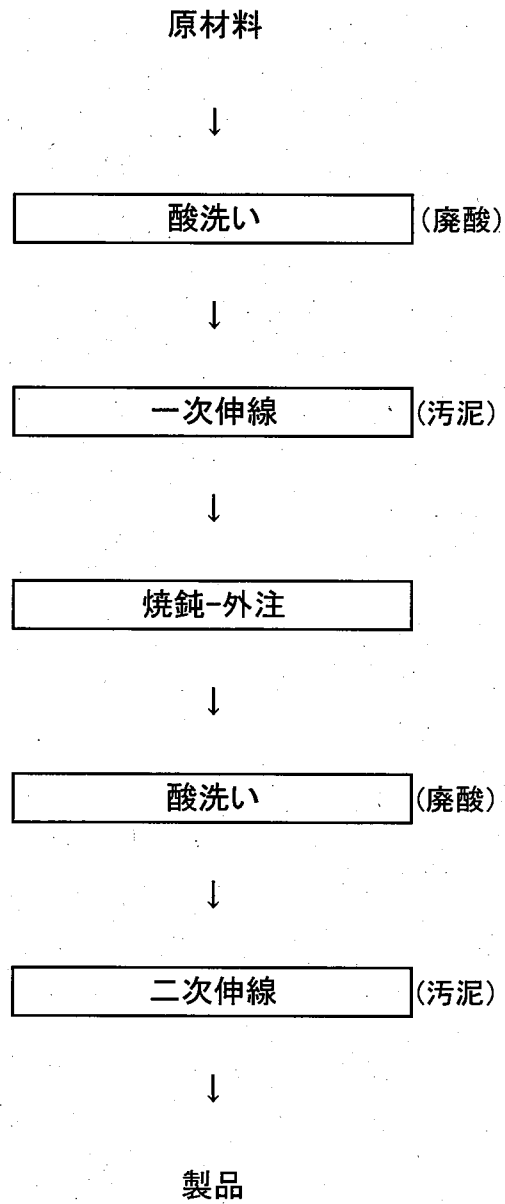 原材料
↓
酸洗い (廃酸)
↓
一次伸線 (汚泥)
↓
焼鈍-外注
↓
酸洗い (廃酸)
↓
二次伸線 (汚泥)
↓
製品